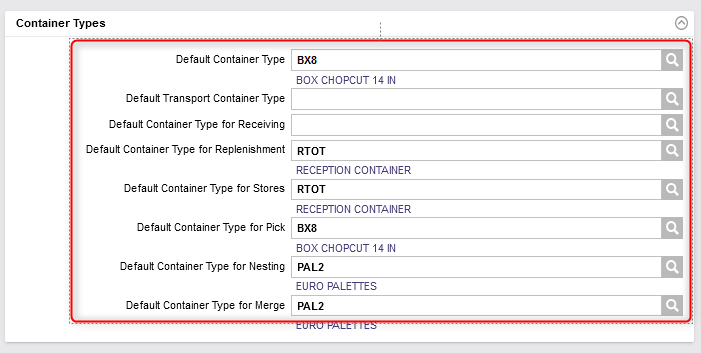 Container Types
Default Container Type BX8
BOX CHOPCUT 14 IN
Default Transport Container Type
Default Container Type for Receiving
Default Container Type for Replenishment RTOT
RECEPTION CONTAINER
Default Container Type for Stores RTOT
RECEPTION CONTAINER
Default Container Type for Pick BX8
BOX CHOPCUT 14 IN
Default Container Type for Nesting PAL2
EURO PALETTES
Default Container Type for Merge PAL2
EURO PALETTES